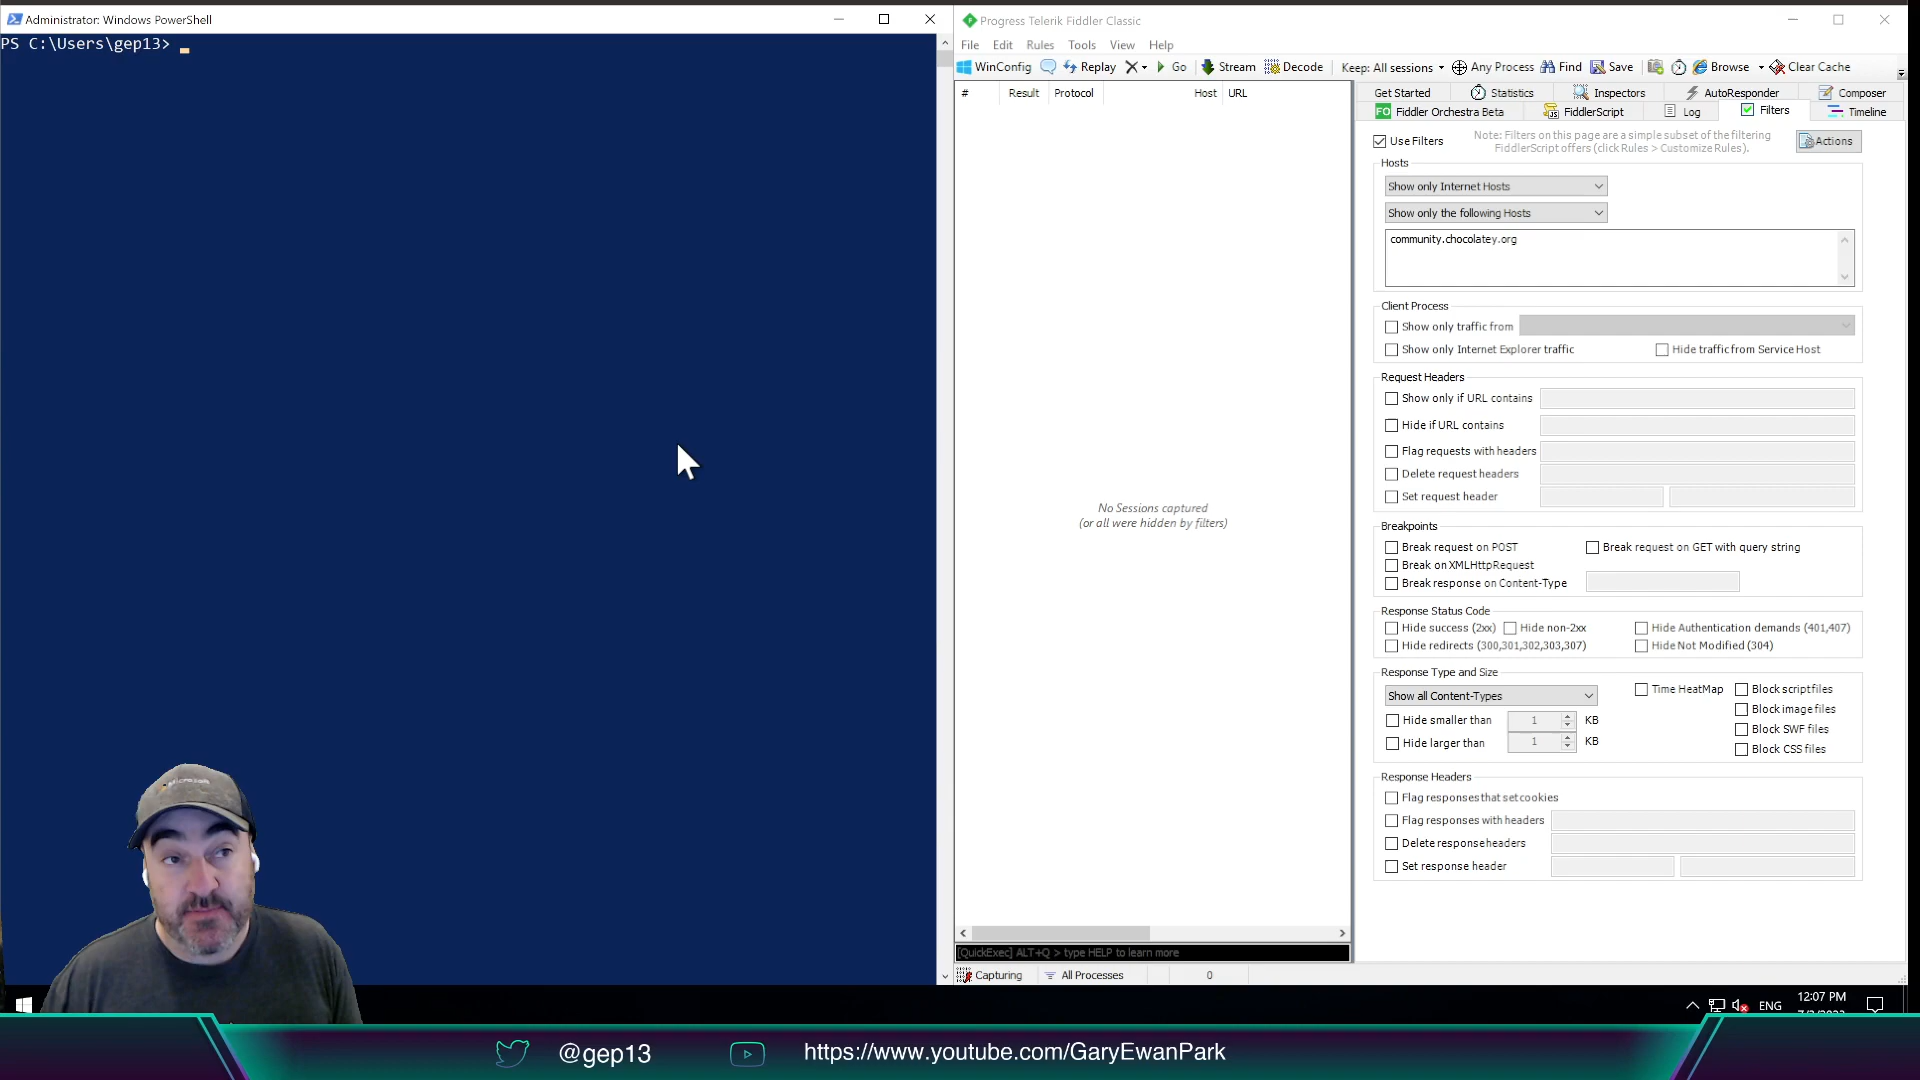 Administrator: Windows PowerShell
PS C:\Users\gep13>
Progress Telerik Fiddler Classic
File Edit Rules Tools View Help
WinConfig Replay Go Stream Decode Keep: All sessions Any Process Find Save Browse Clear Cache
# Result Protocol Host URL
No Sessions captured
(or all were hidden by filters)
[QuickExec] ALT+Q > type HELP to learn more
Capturing All Processes 0
Get Started Statistics Inspectors AutoResponder Composer
FO Fiddler Orchestra Beta FiddlerScript Log Filters Timeline
Use Filters
Note: Filters on this page are a simple subset of the filtering
FiddlerScript offers (click Rules > Customize Rules).
Actions
Hosts
Show only Internet Hosts
Show only the following Hosts
community.chocolatey.org
Client Process
Show only traffic from
Show only Internet Explorer traffic Hide traffic from Service Host
Request Headers
Show only if URL contains
Hide if URL contains
Flag requests with headers
Delete request headers
Set request header
Breakpoints
Break request on POST Break request on GET with query string
Break on XMLHttpRequest
Break response on Content-Type
Response Status Code
Hide success (2xx) Hide non-2xx Hide Authentication demands (401,407)
Hide redirects (300,301,302,303,307) Hide Not Modified (304)
Response Type and Size
Show all Content-Types Time HeatMap Block script files
Block image files
Hide smaller than 1 KB
Block SWF files
Hide larger than 1 KB
Block CSS files
Response Headers
Flag responses that set cookies
Flag responses with headers
Delete response headers
Set response header
ENG
12:07 PM
@gep13
https://www.youtube.com/GaryEwanPark